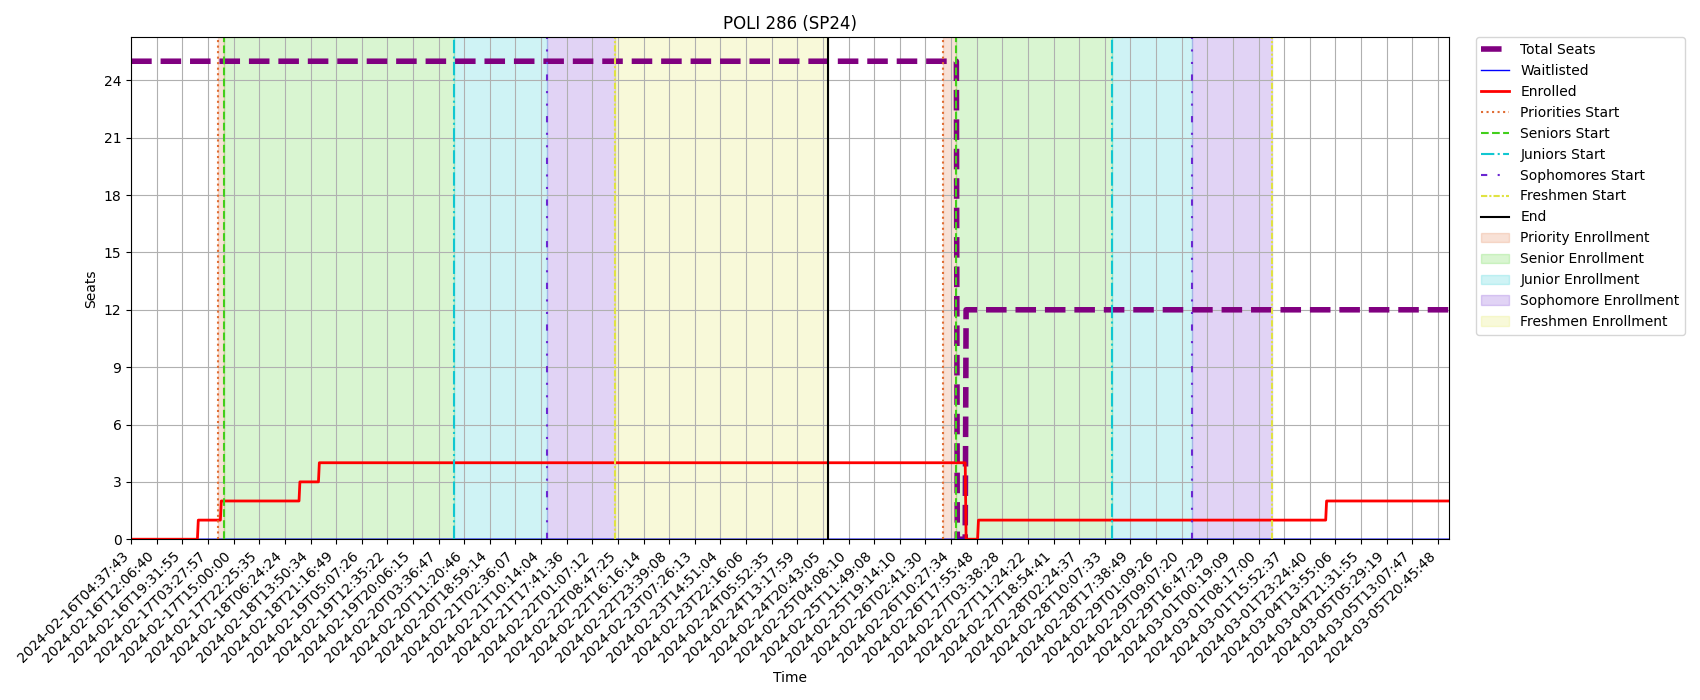 POLI 286 (SP24)
Total Seats
Waitlisted
Enrolled
Priorities Start
Seniors Start
Juniors Start
Sophomores Start
Freshmen Start
End
Priority Enrollment
Senior Enrollment
Junior Enrollment
Sophomore Enrollment
Freshmen Enrollment
Seats
24
21
18
15
12
9
6
3
0
2024-02-16T04:37:43
2024-02-16T12:06:40
2024-02-16T19:31:55
2024-02-17T03:27:57
2024-02-17T15:00:00
2024-02-17T22:25:35
2024-02-18T06:24:24
2024-02-18T13:50:34
2024-02-18T21:16:49
2024-02-19T05:07:26
2024-02-19T12:35:22
2024-02-19T20:06:15
2024-02-20T03:36:47
2024-02-20T11:20:46
2024-02-20T18:59:14
2024-02-21T02:36:07
2024-02-21T10:14:04
2024-02-21T17:41:36
2024-02-22T01:07:12
2024-02-22T08:47:25
2024-02-22T16:16:14
2024-02-22T23:39:08
2024-02-23T07:26:13
2024-02-23T14:51:04
2024-02-23T22:16:06
2024-02-24T05:52:35
2024-02-24T13:17:59
2024-02-24T20:43:05
2024-02-25T04:08:10
2024-02-25T11:49:08
2024-02-25T19:14:10
2024-02-26T02:41:30
2024-02-26T10:27:34
2024-02-26T17:55:48
2024-02-27T03:38:28
2024-02-27T11:24:22
2024-02-27T18:54:41
2024-02-28T02:24:37
2024-02-28T10:07:33
2024-02-28T17:38:49
2024-02-29T01:09:26
2024-02-29T09:07:20
2024-02-29T16:47:29
2024-03-01T00:19:09
2024-03-01T08:17:00
2024-03-01T15:52:37
2024-03-01T23:24:40
2024-03-04T13:55:06
2024-03-04T21:31:55
2024-03-05T05:29:19
2024-03-05T13:07:47
2024-03-05T20:45:48
Time